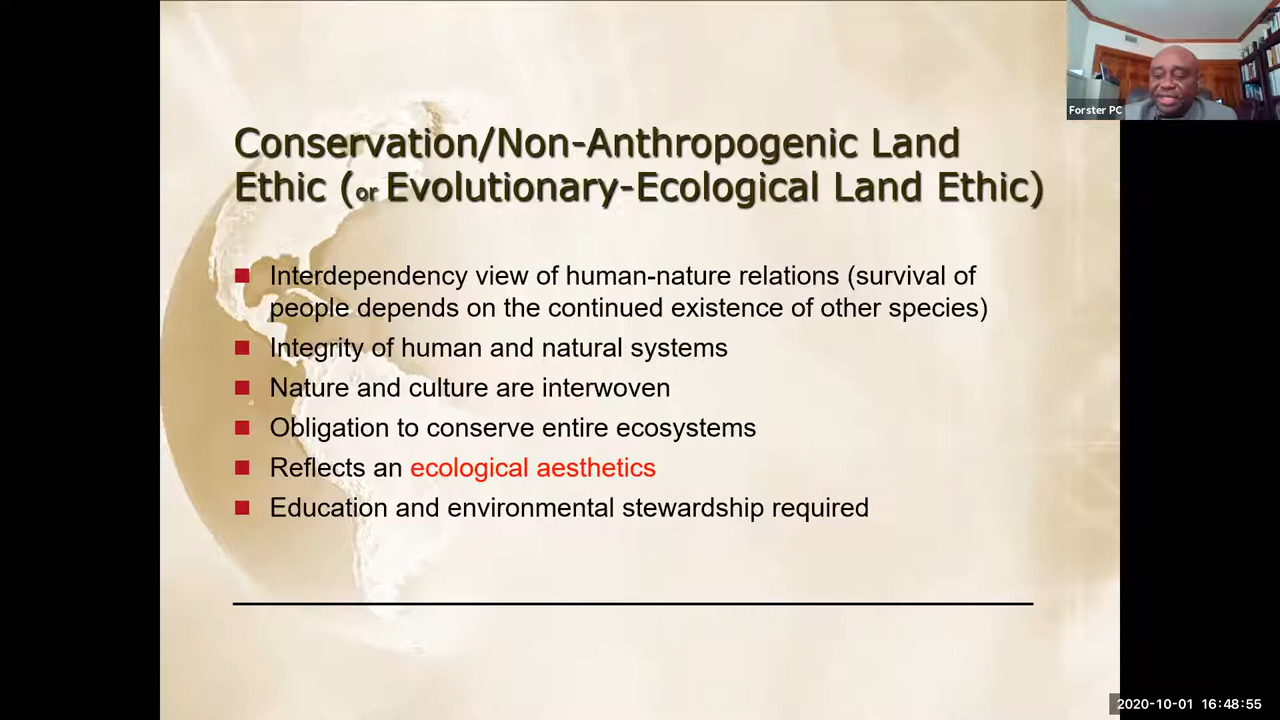 Conservation/Non-Anthropogenic Land
Ethic (or Evolutionary-Ecological Land Ethic)
Interdependency view of human-nature relations (survival of
people depends on the continued existence of other species)
Integrity of human and natural systems
Nature and culture are interwoven
Obligation to conserve entire ecosystems
Reflects an ecological aesthetics
Education and environmental stewardship required
Forster PC
2020-10-01 16:48:55